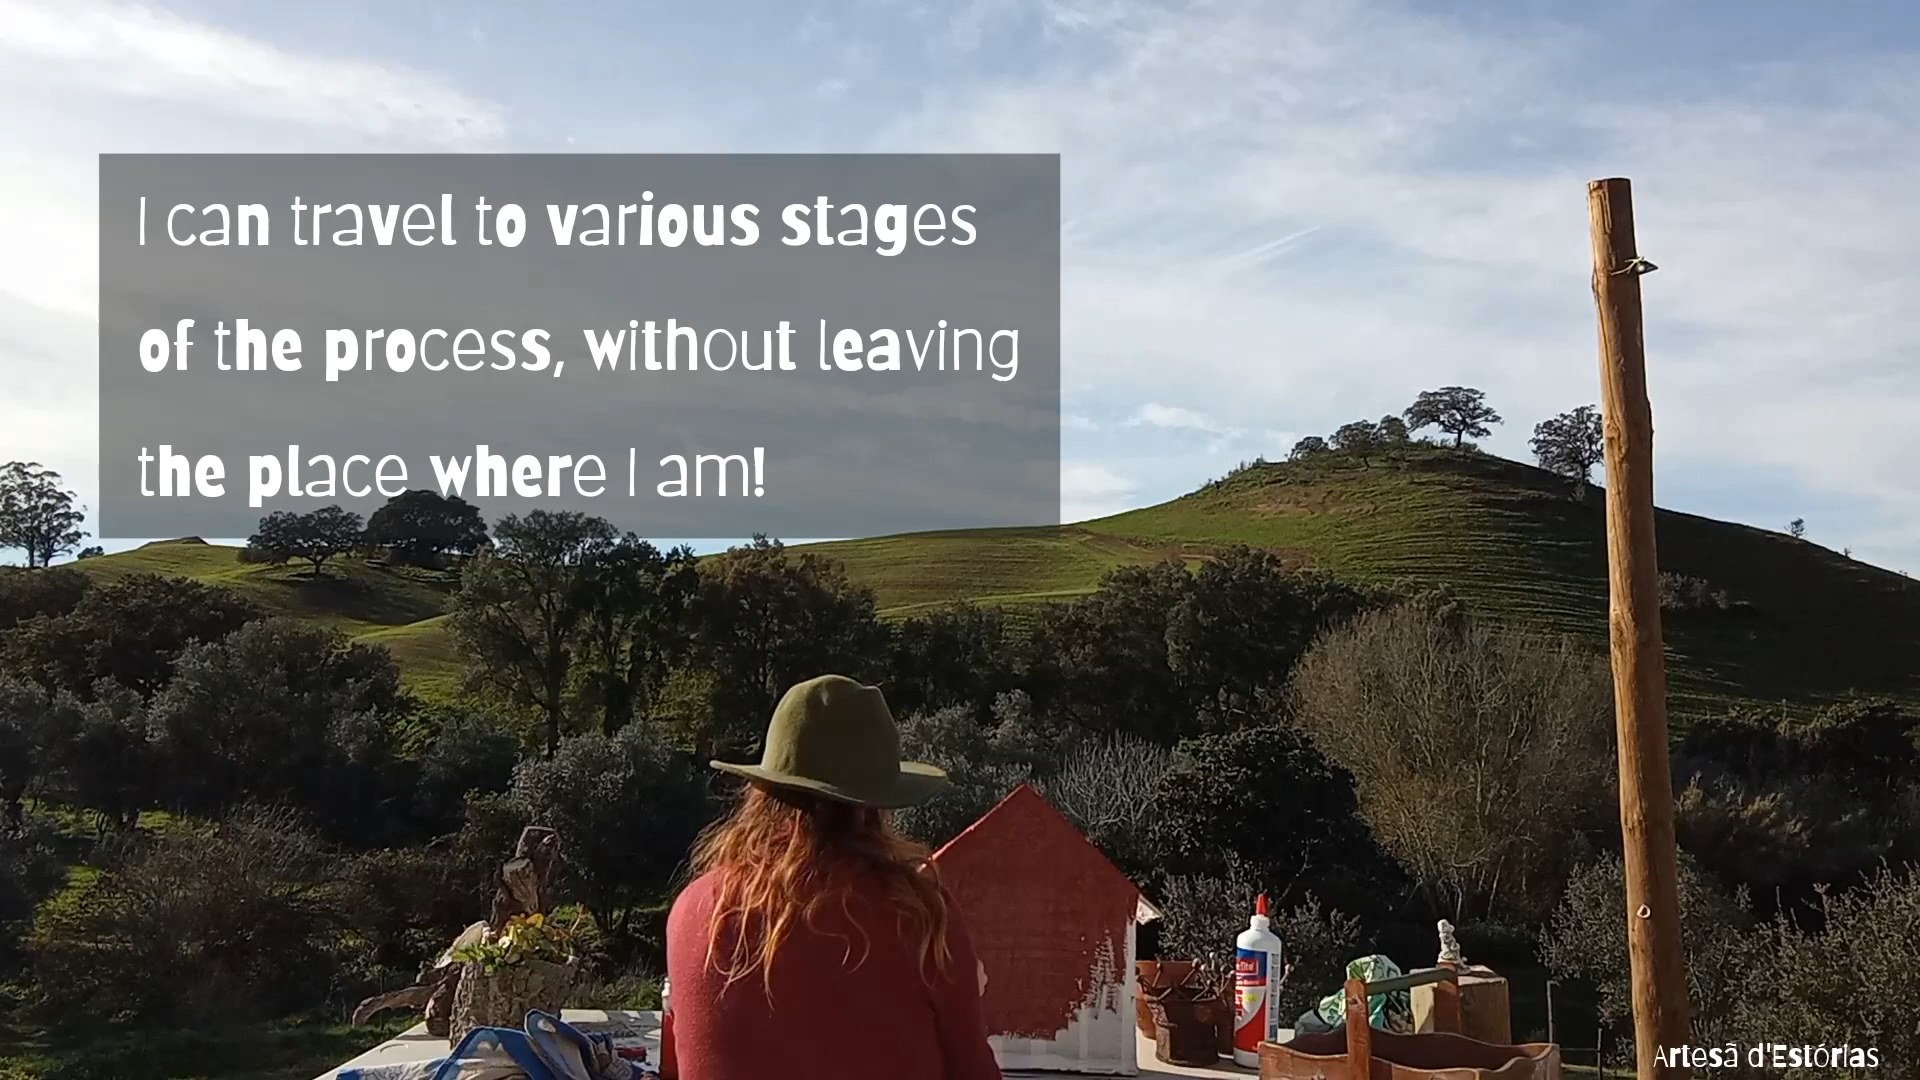 I can travel to various stages
of the process, without leaving
the place where I am!
Artesã d'Estórias